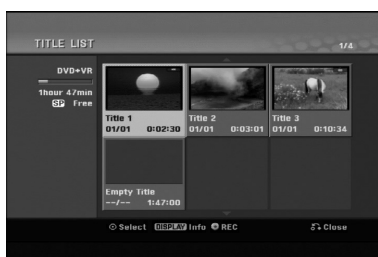 TITLE LIST
1/4
DVD+VR
1hour 47min
SP Free
Title 1
01/01 0:02:30
Title 2
01/01 0:03:01
Title 3
01/01 0:10:34
Empty Title
--/-- 1:47:00
Select DISPLAY Info REC Close